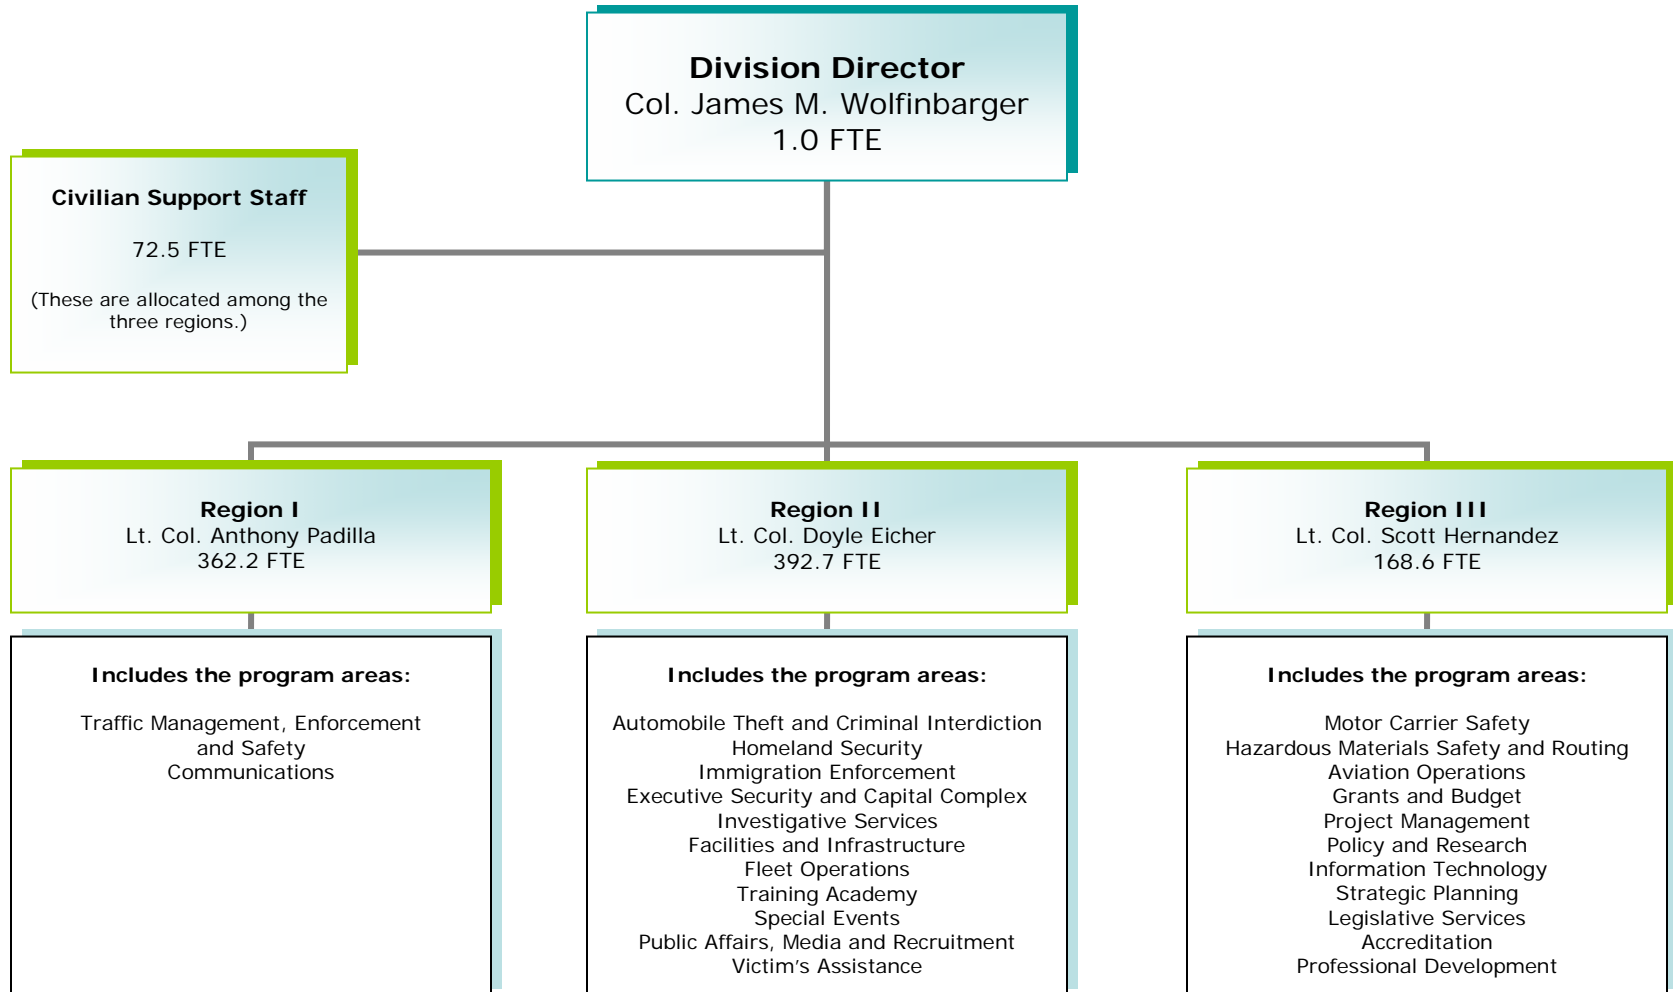 Division Director
Col. James M. Wolfinbarger
1.0 FTE
Civilian Support Staff
72.5 FTE
(These are allocated among the
three regions.)
Region I
Lt. Col. Anthony Padilla
362.2 FTE
Region II
Lt. Col. Doyle Eicher
392.7 FTE
Region III
Lt. Col. Scott Hernandez
168.6 FTE
Includes the program areas:
Traffic Management, Enforcement
and Safety
Communications
Includes the program areas:
Automobile Theft and Criminal Interdiction
Homeland Security
Immigration Enforcement
Executive Security and Capital Complex
Investigative Services
Facilities and Infrastructure
Fleet Operations
Training Academy
Special Events
Public Affairs, Media and Recruitment
Victim's Assistance
Includes the program areas:
Motor Carrier Safety
Hazardous Materials Safety and Routing
Aviation Operations
Grants and Budget
Project Management
Policy and Research
Information Technology
Strategic Planning
Legislative Services
Accreditation
Professional Development